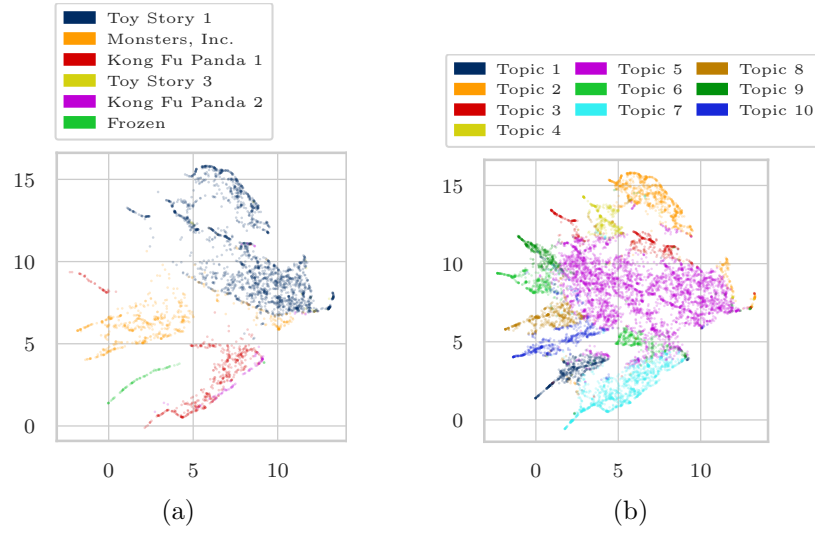 Toy Story 1
Monsters, Inc.
Kong Fu Panda 1
Toy Story 3
Kong Fu Panda 2
Frozen
15
10
5
0
0 5 10
(a)
Topic 1 Topic 5 Topic 8
Topic 2 Topic 6 Topic 9
Topic 3 Topic 7 Topic 10
Topic 4
15
10
5
0
0 5 10
(b)